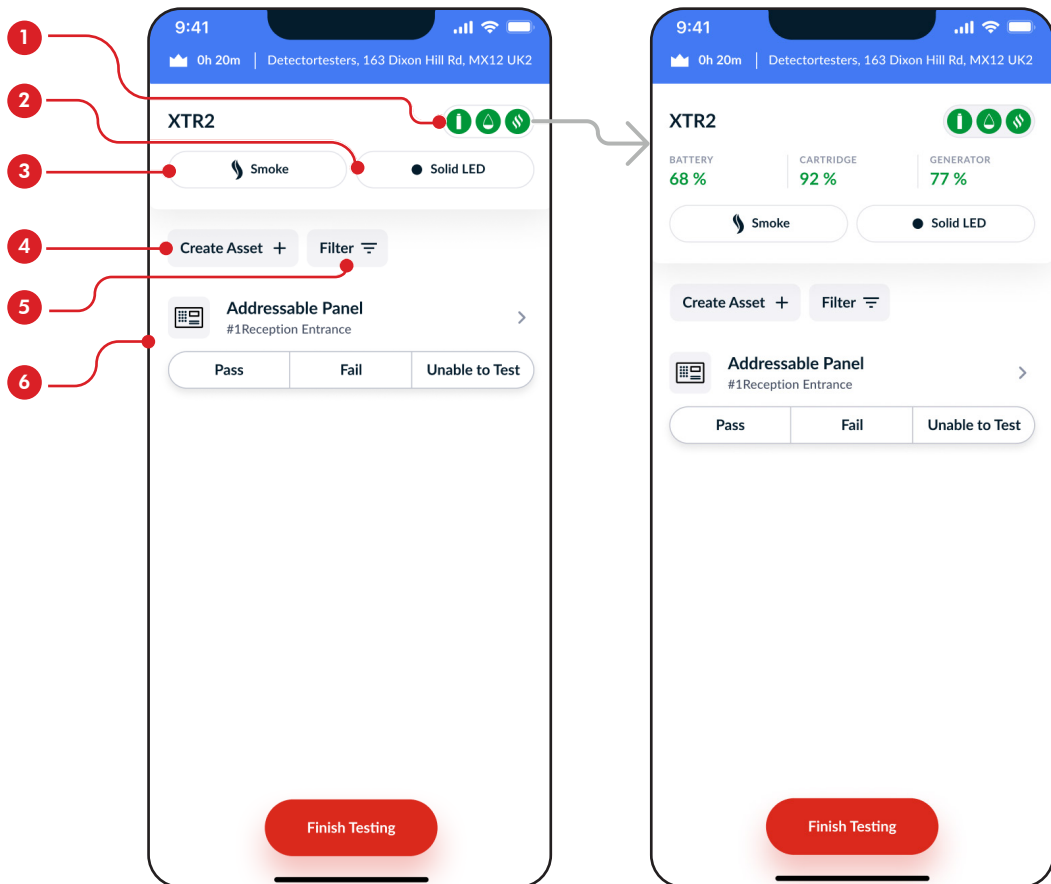 1
2
3
4
5
6
9:41
0h 20m Detectortesters, 163 Dixon Hill Rd, MX12 UK2
XTR2
Smoke Solid LED
Create Asset + Filter
Addressable Panel
#1Reception Entrance
Pass Fail Unable to Test
Finish Testing
9:41
0h 20m Detectortesters, 163 Dixon Hill Rd, MX12 UK2
XTR2
BATTERY CARTRIDGE GENERATOR
68 % 92 % 77 %
Smoke Solid LED
Create Asset + Filter
Addressable Panel
#1Reception Entrance
Pass Fail Unable to Test
Finish Testing